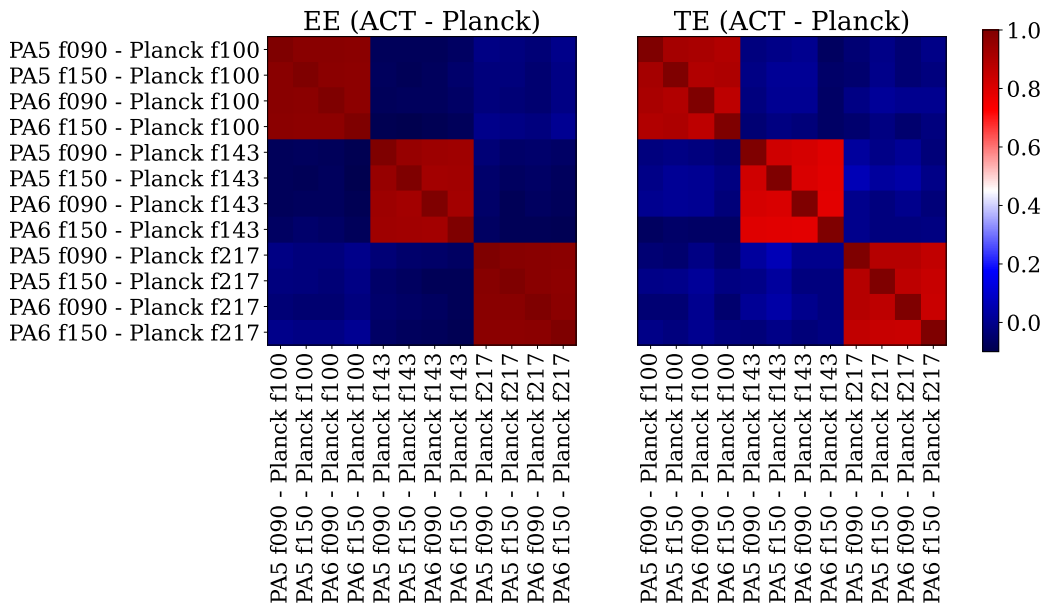 EE (ACT - Planck)
TE (ACT - Planck)
PA5 f090 - Planck f100
PA5 f150 - Planck f100
PA6 f090 - Planck f100
PA6 f150 - Planck f100
PA5 f090 - Planck f143
PA5 f150 - Planck f143
PA6 f090 - Planck f143
PA6 f150 - Planck f143
PA5 f090 - Planck f217
PA5 f150 - Planck f217
PA6 f090 - Planck f217
PA6 f150 - Planck f217
1.0
0.8
0.6
0.4
0.2
0.0
PA5 f090 - Planck f100
PA5 f150 - Planck f100
PA6 f090 - Planck f100
PA6 f150 - Planck f100
PA5 f090 - Planck f143
PA5 f150 - Planck f143
PA6 f090 - Planck f143
PA6 f150 - Planck f143
PA5 f090 - Planck f217
PA5 f150 - Planck f217
PA6 f090 - Planck f217
PA6 f150 - Planck f217
PA5 f090 - Planck f100
PA5 f150 - Planck f100
PA6 f090 - Planck f100
PA6 f150 - Planck f100
PA5 f090 - Planck f143
PA5 f150 - Planck f143
PA6 f090 - Planck f143
PA6 f150 - Planck f143
PA5 f090 - Planck f217
PA5 f150 - Planck f217
PA6 f090 - Planck f217
PA6 f150 - Planck f217